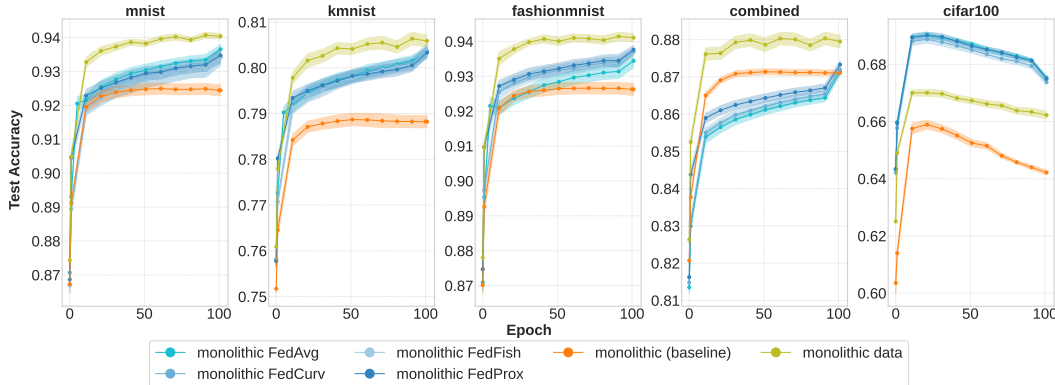 mnist kmnist fashionmnist combined cifar100
Test Accuracy
0.94 0.93 0.92 0.91 0.90 0.89 0.88 0.87
0.81 0.80 0.79 0.78 0.77 0.76 0.75
0.94 0.93 0.92 0.91 0.90 0.89 0.88 0.87
0.88 0.87 0.86 0.85 0.84 0.83 0.82 0.81
0.68 0.66 0.64 0.62 0.60
0 50 100 0 50 100 0 50 100 0 50 100 0 50 100
Epoch
monolithic FedAvg monolithic FedFish monolithic (baseline) monolithic data
monolithic FedCurv monolithic FedProx